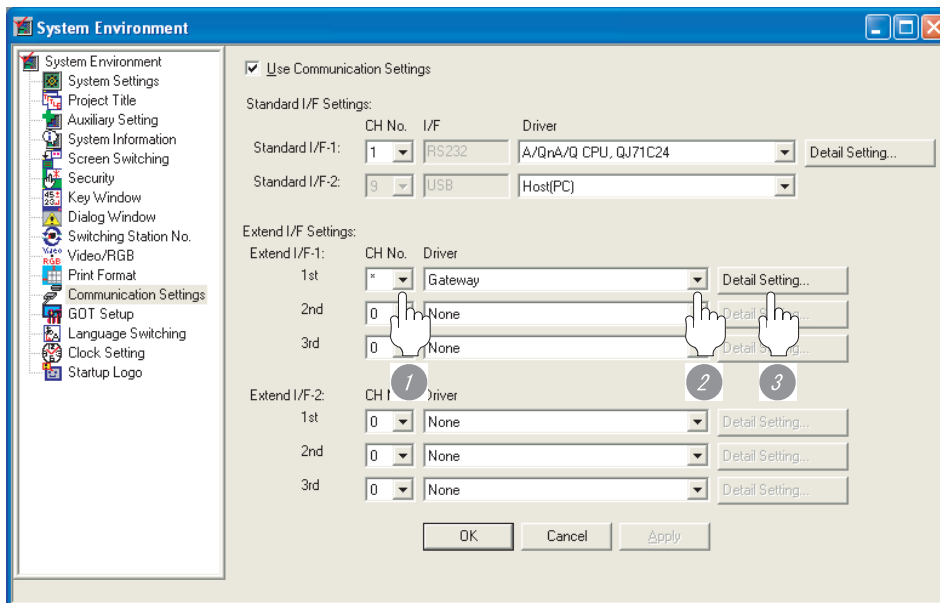 System Environment
System Environment
System Settings
Project Title
Auxiliary Setting
System Information
Screen Switching
Security
Key Window
Dialog Window
Switching Station No.
Video/RGB
Print Format
Communication Settings
GOT Setup
Language Switching
Clock Setting
Startup Logo
Use Communication Settings
Standard I/F Settings:
CH No. I/F Driver
Standard I/F-1: 1 RS232 A/QnA/Q CPU, QJ71C24 Detail Setting...
Standard I/F-2: 9 USB Host(PC)
Extend I/F Settings:
Extend I/F-1: CH No. Driver
1st * Gateway Detail Setting...
2nd 0 None Detail Setting...
3rd 0 None Detail Setting...
1 2 3
Extend I/F-2: CH Driver
1st 0 None Detail Setting...
2nd 0 None Detail Setting...
3rd 0 None Detail Setting...
OK Cancel Apply